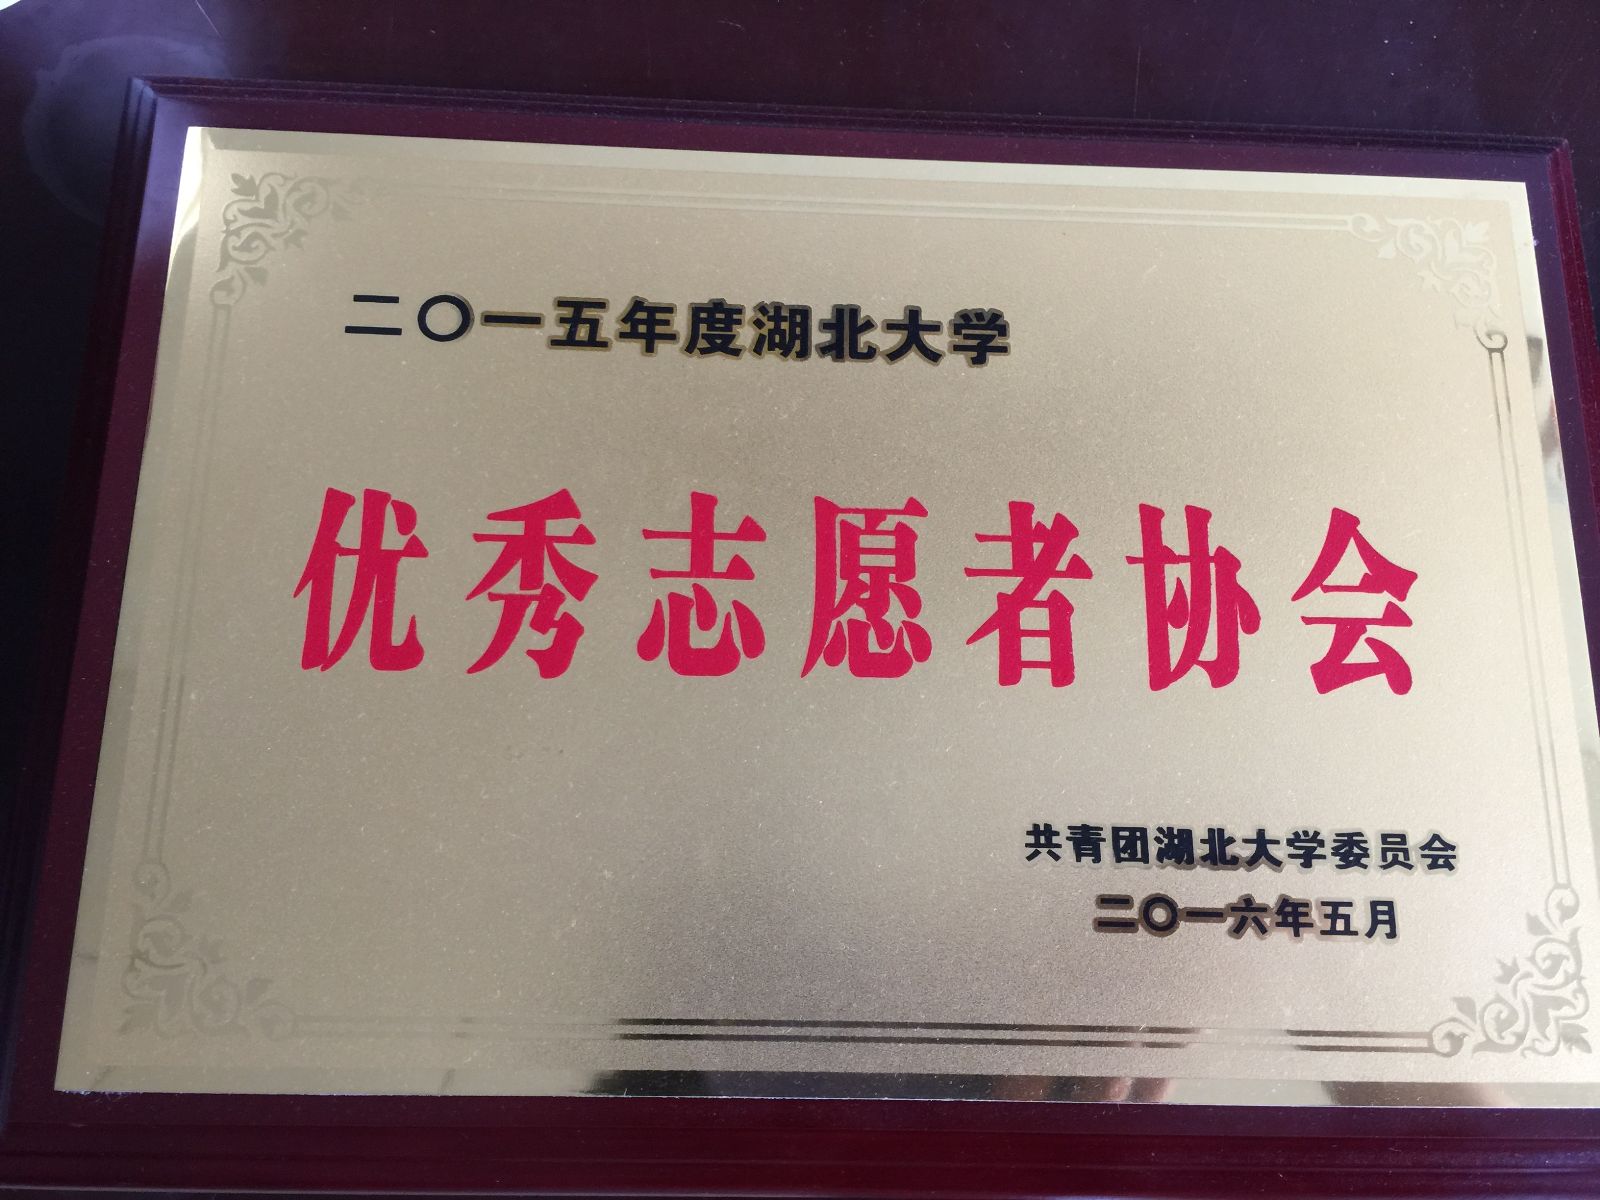 二〇一五年度湖北大学
优秀志愿者协会
共青团湖北大学委员会
二〇一六年五月